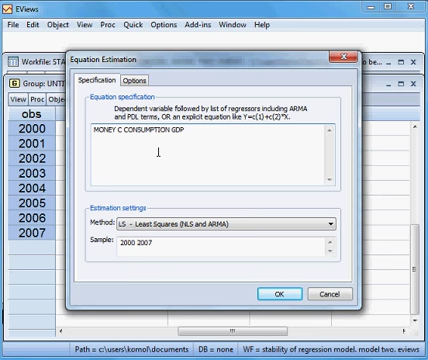 EViews
File Edit Object View Proc Quick Options Add-ins Window Help
Workfile: STA
Group: UNTI
View Proc Objec
obs
2000
2001
2002
2003
2004
2005
2006
2007
Equation Estimation
Specification Options
Equation specification
Dependent variable followed by list of regressors including ARMA
and PDL terms, OR an explicit equation like Y=c(1)+c(2)*X.
MONEY C CONSUMPTION GDP
Estimation settings
Method: LS - Least Squares (NLS and ARMA)
Sample: 2000 2007
OK Cancel
Path = c:\users\komol\documents DB = none WF = stability of regression model. model two. eviews